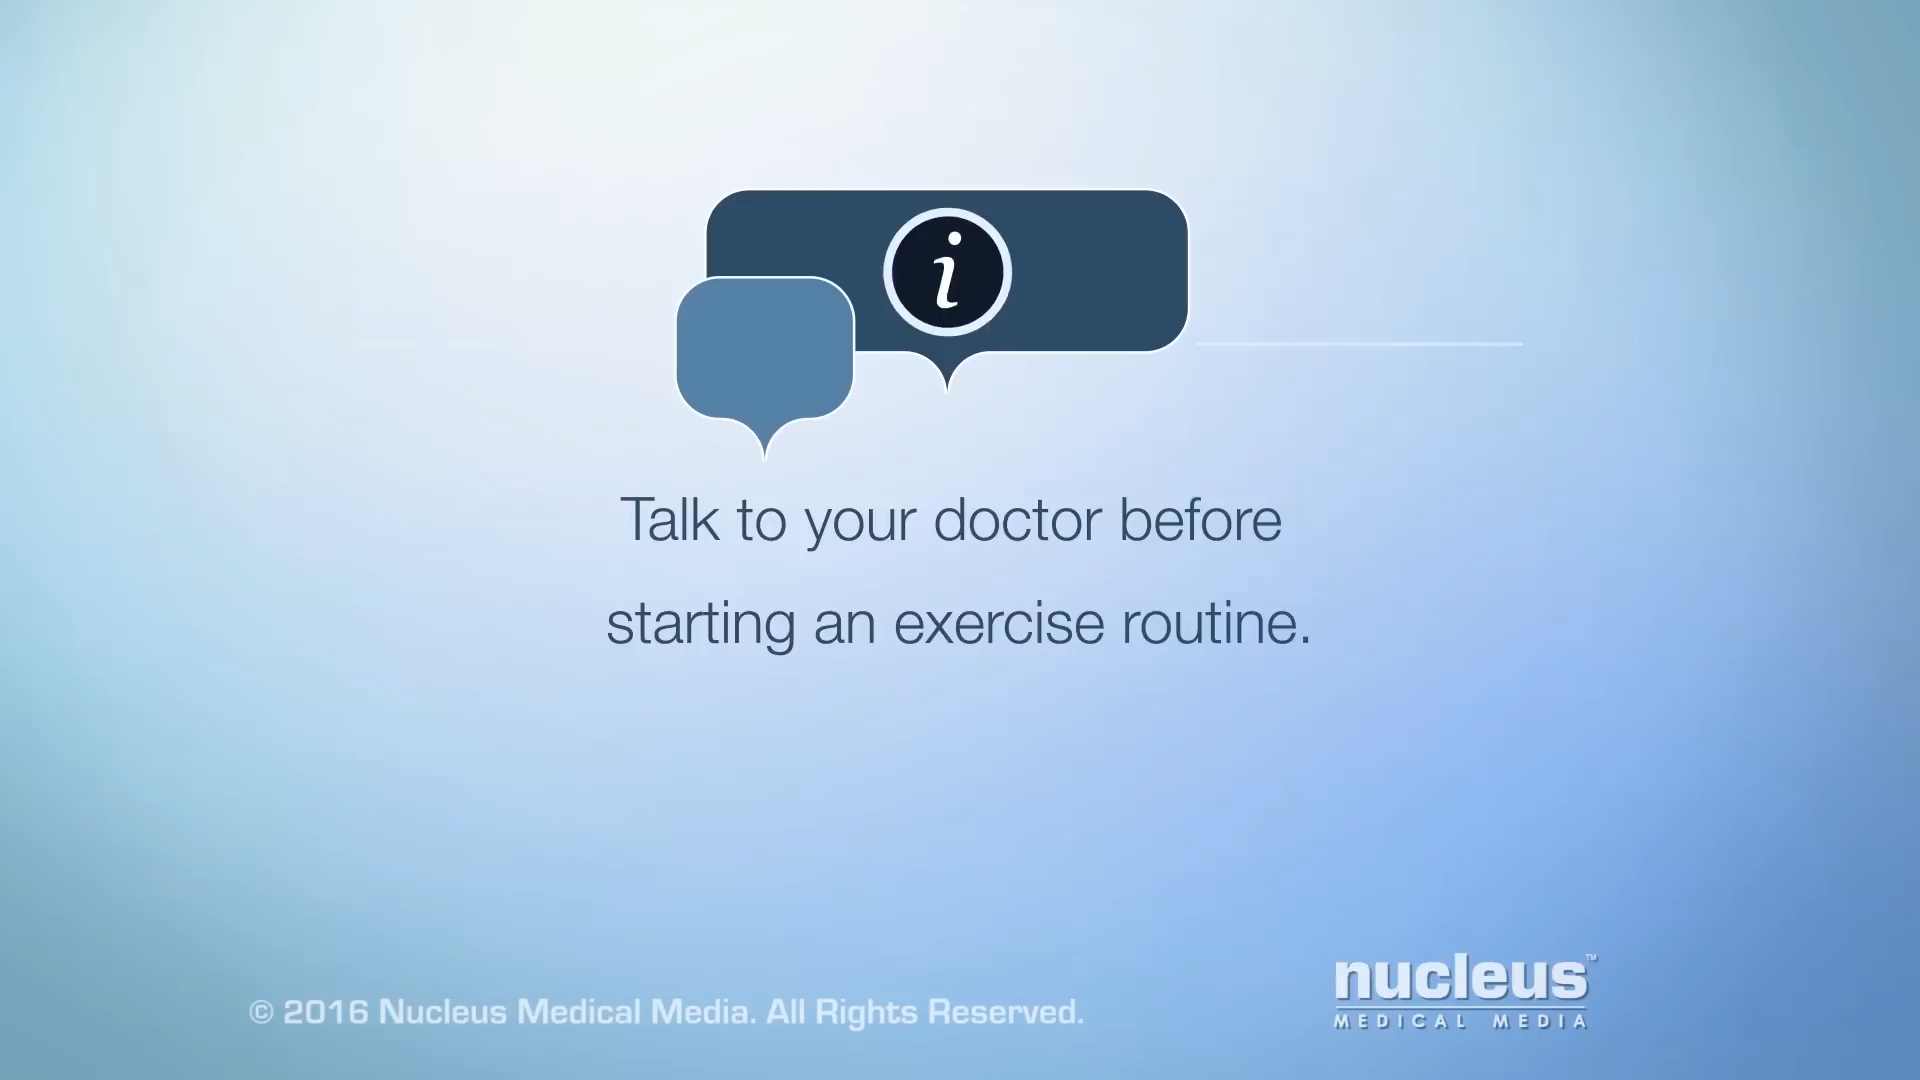 i
Talk to your doctor before
starting an exercise routine.
© 2016 Nucleus Medical Media. All Rights Reserved.
nucleus™
MEDICAL MEDIA